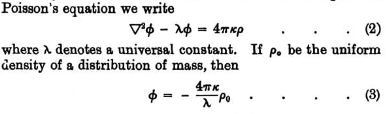 Poisson's equation we write
∇²φ − λφ = 4πκρ . . . (2)
where λ denotes a universal constant. If ρ₀ be the uniform
density of a distribution of mass, then
φ = − 4πκ/λ ρ₀ . . . . (3)